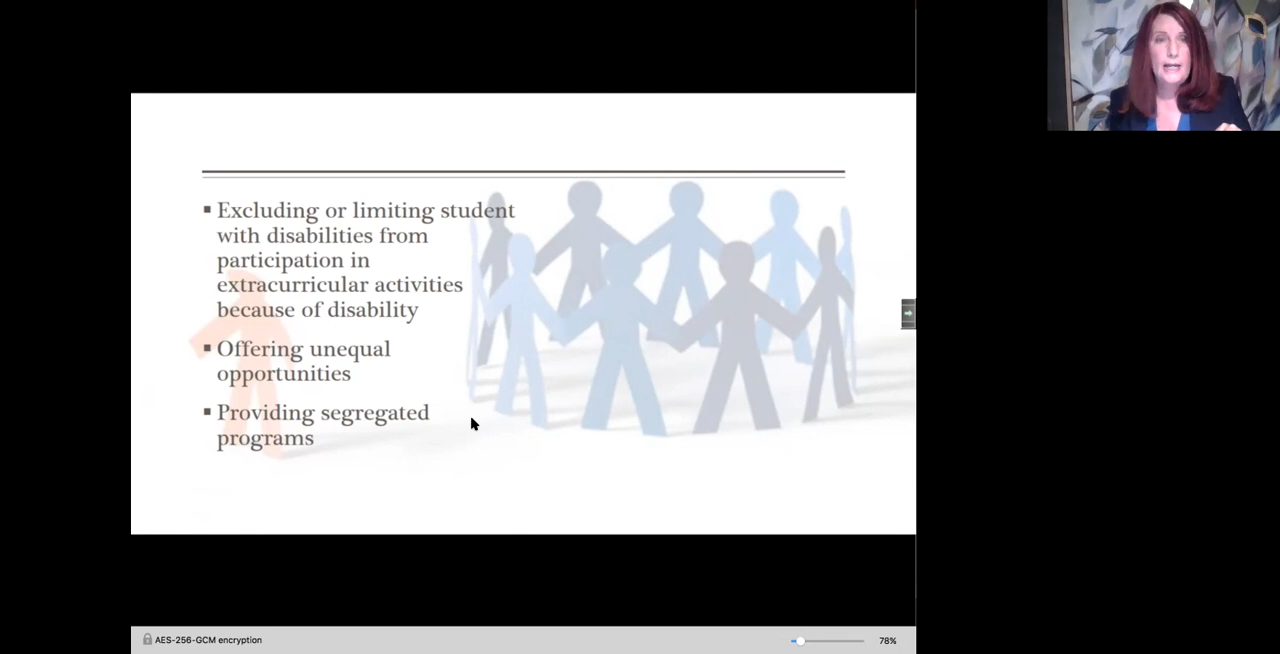 ▪ Excluding or limiting student
with disabilities from
participation in
extracurricular activities
because of disability
▪ Offering unequal
opportunities
▪ Providing segregated
programs
AES-256-GCM encryption
78%